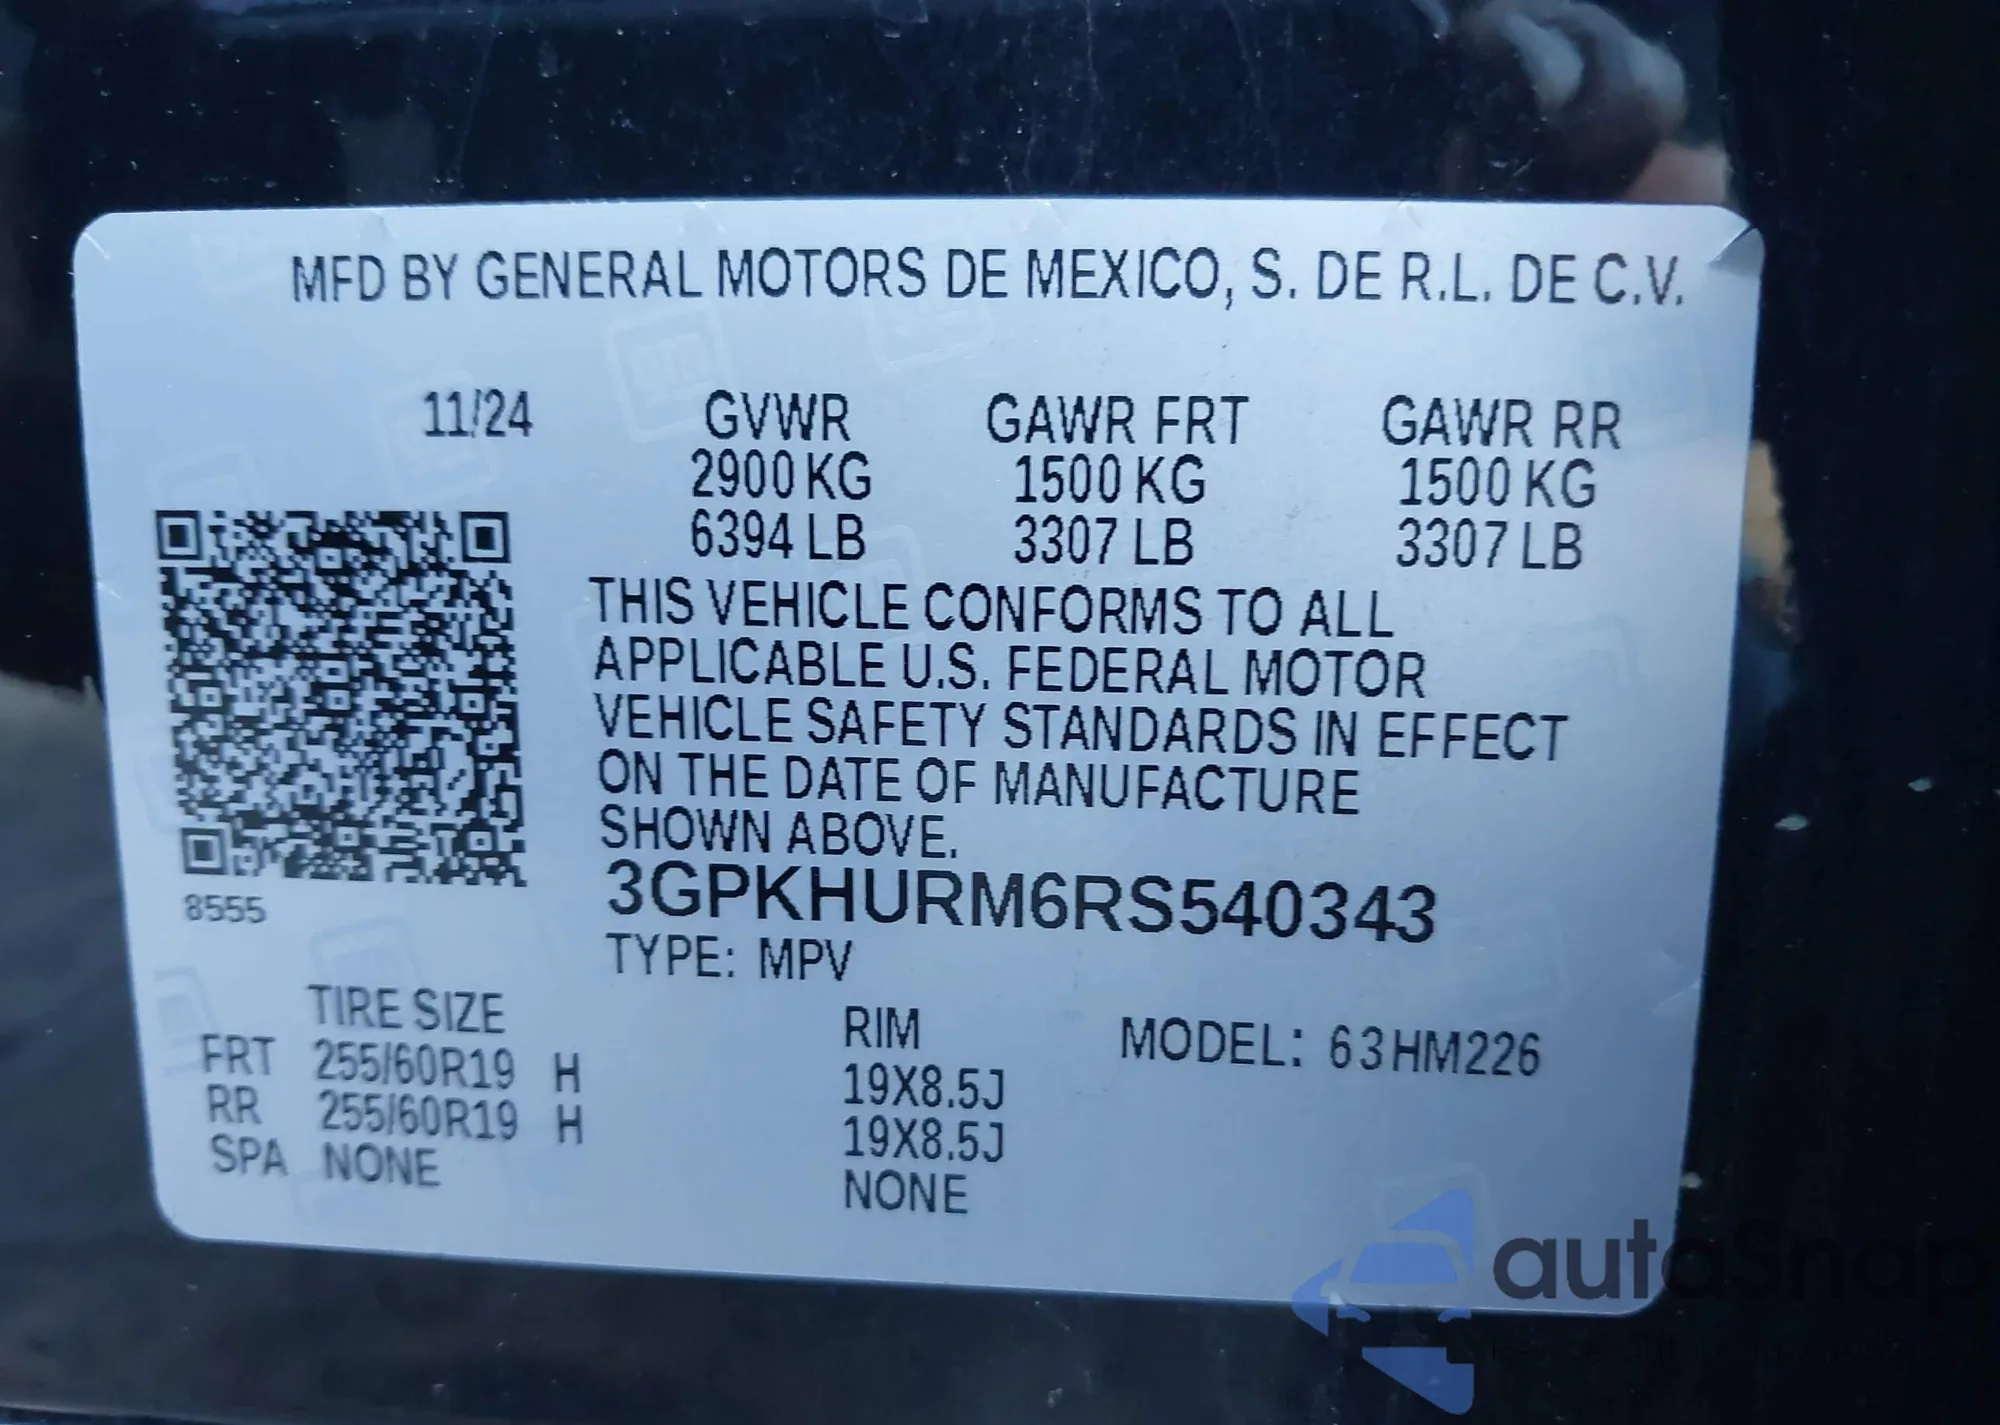 MFD BY GENERAL MOTORS DE MEXICO, S. DE R.L. DE C.V.
11/24 GVWR GAWR FRT GAWR RR
2900 KG 1500 KG 1500 KG
6394 LB 3307 LB 3307 LB
THIS VEHICLE CONFORMS TO ALL
APPLICABLE U.S. FEDERAL MOTOR
VEHICLE SAFETY STANDARDS IN EFFECT
ON THE DATE OF MANUFACTURE
SHOWN ABOVE.
3GPKHURM6RS540343
8555
TYPE: MPV
TIRE SIZE RIM MODEL: 63HM226
FRT 255/60R19 H 19X8.5J
RR 255/60R19 H 19X8.5J
SPA NONE NONE
autaSnap